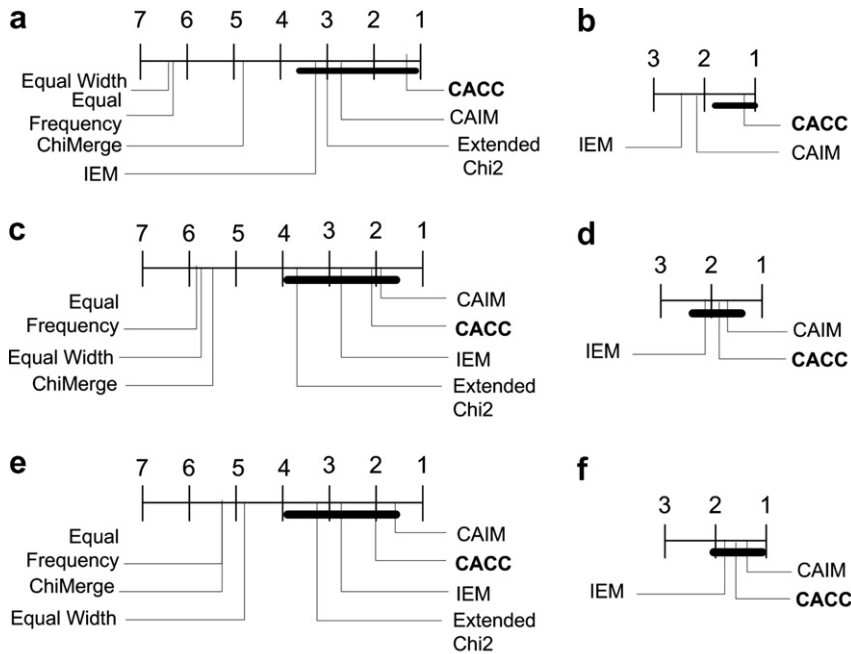 a
7 6 5 4 3 2 1
Equal Width
Equal
Frequency
ChiMerge
IEM
CACC
CAIM
Extended
Chi2
b
3 2 1
IEM
CACC
CAIM
c
7 6 5 4 3 2 1
Equal
Frequency
Equal Width
ChiMerge
CAIM
CACC
IEM
Extended
Chi2
d
3 2 1
IEM
CAIM
CACC
e
7 6 5 4 3 2 1
Equal
Frequency
ChiMerge
Equal Width
CAIM
CACC
IEM
Extended
Chi2
f
3 2 1
IEM
CAIM
CACC